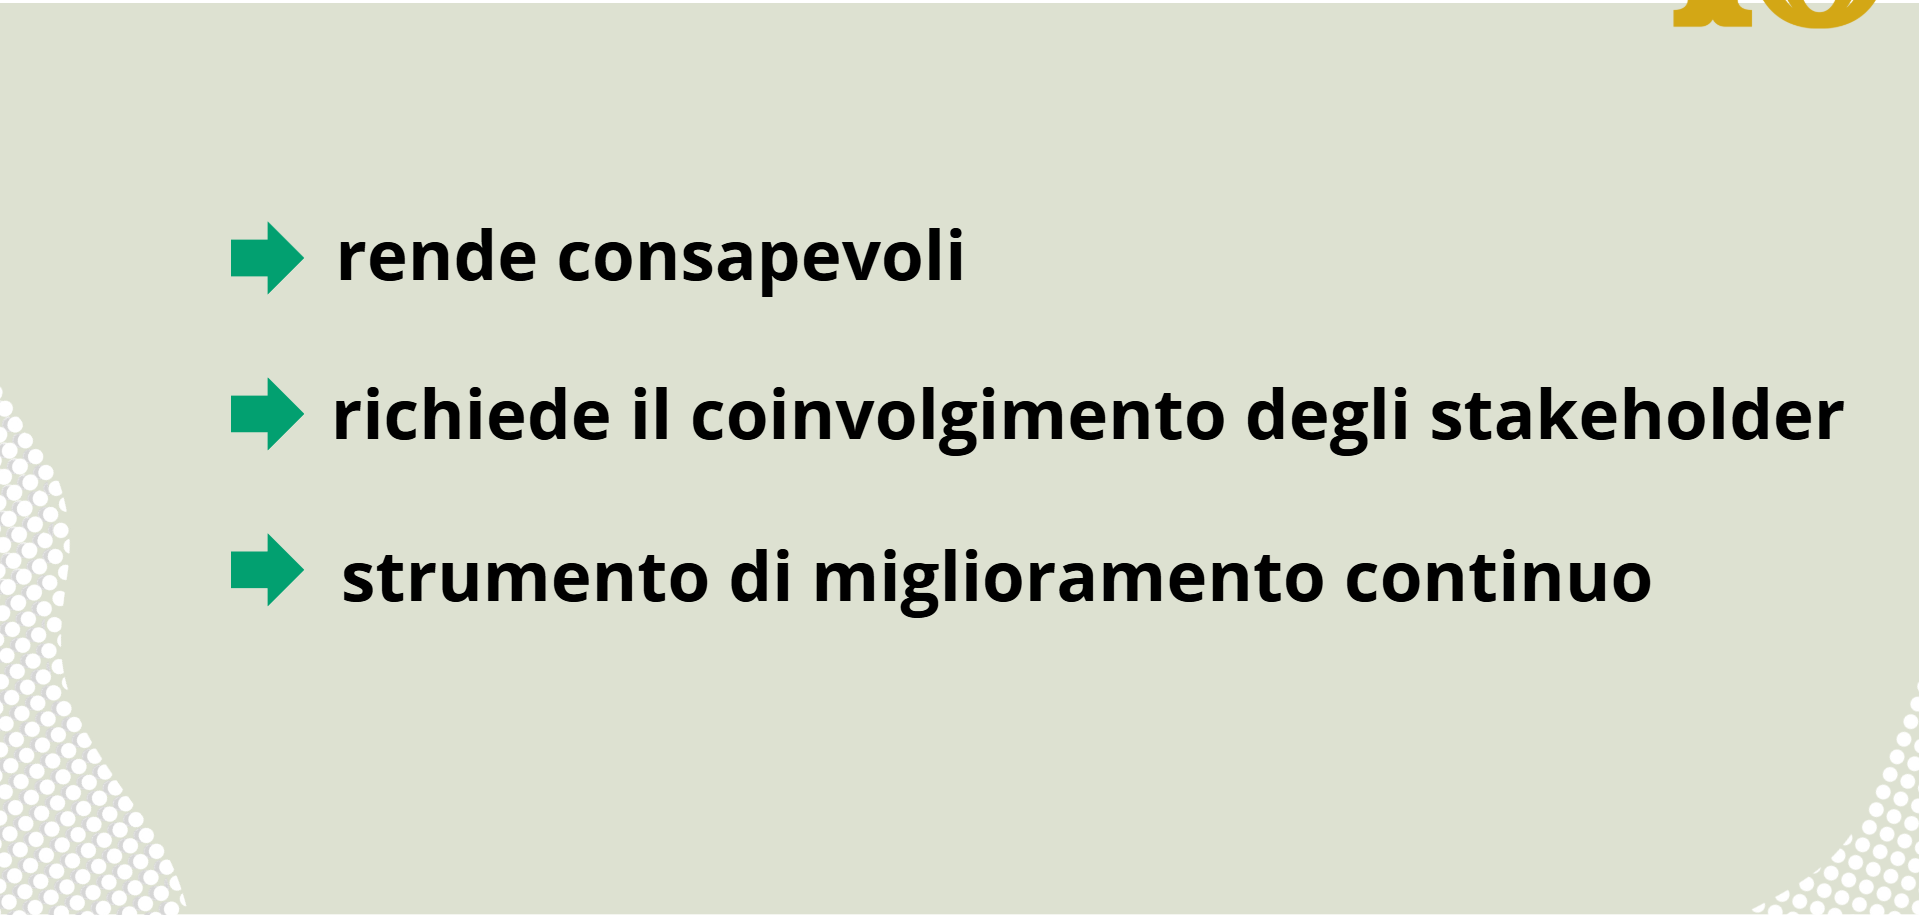 rende consapevoli
richiede il coinvolgimento degli stakeholder
strumento di miglioramento continuo